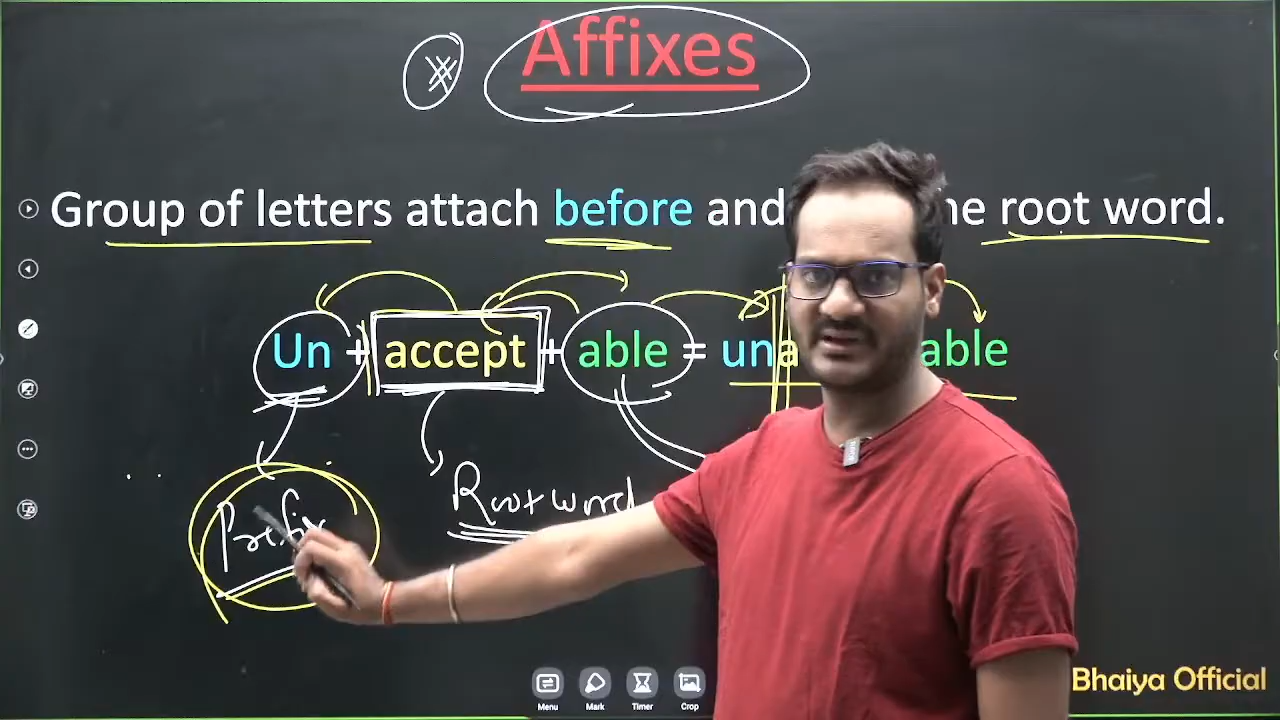 Affixes
Group of letters attach before and he root word.
Un + accept + able = una able
Prefix
Root word
Menu Mark Timer Crop
Bhaiya Official